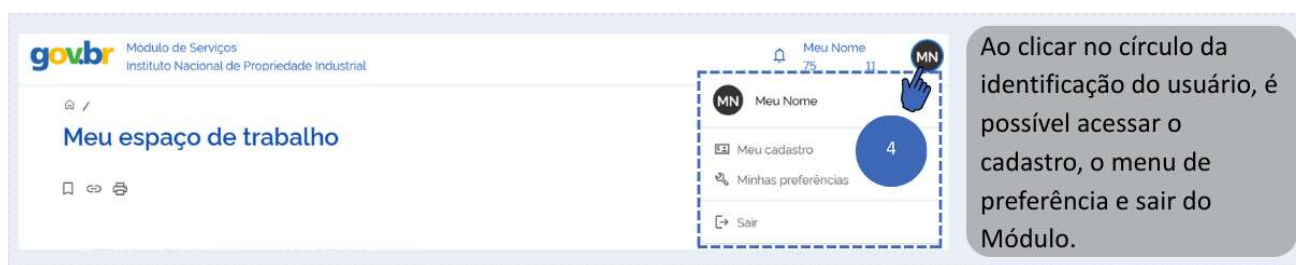 gov.br
Módulo de Serviços
Instituto Nacional de Propriedade Industrial
Meu Nome
75 11
MN
/
Meu espaço de trabalho
MN Meu Nome
Meu cadastro
4
Minhas preferências
Sair
Ao clicar no círculo da
identificação do usuário, é
possível acessar o
cadastro, o menu de
preferência e sair do
Módulo.